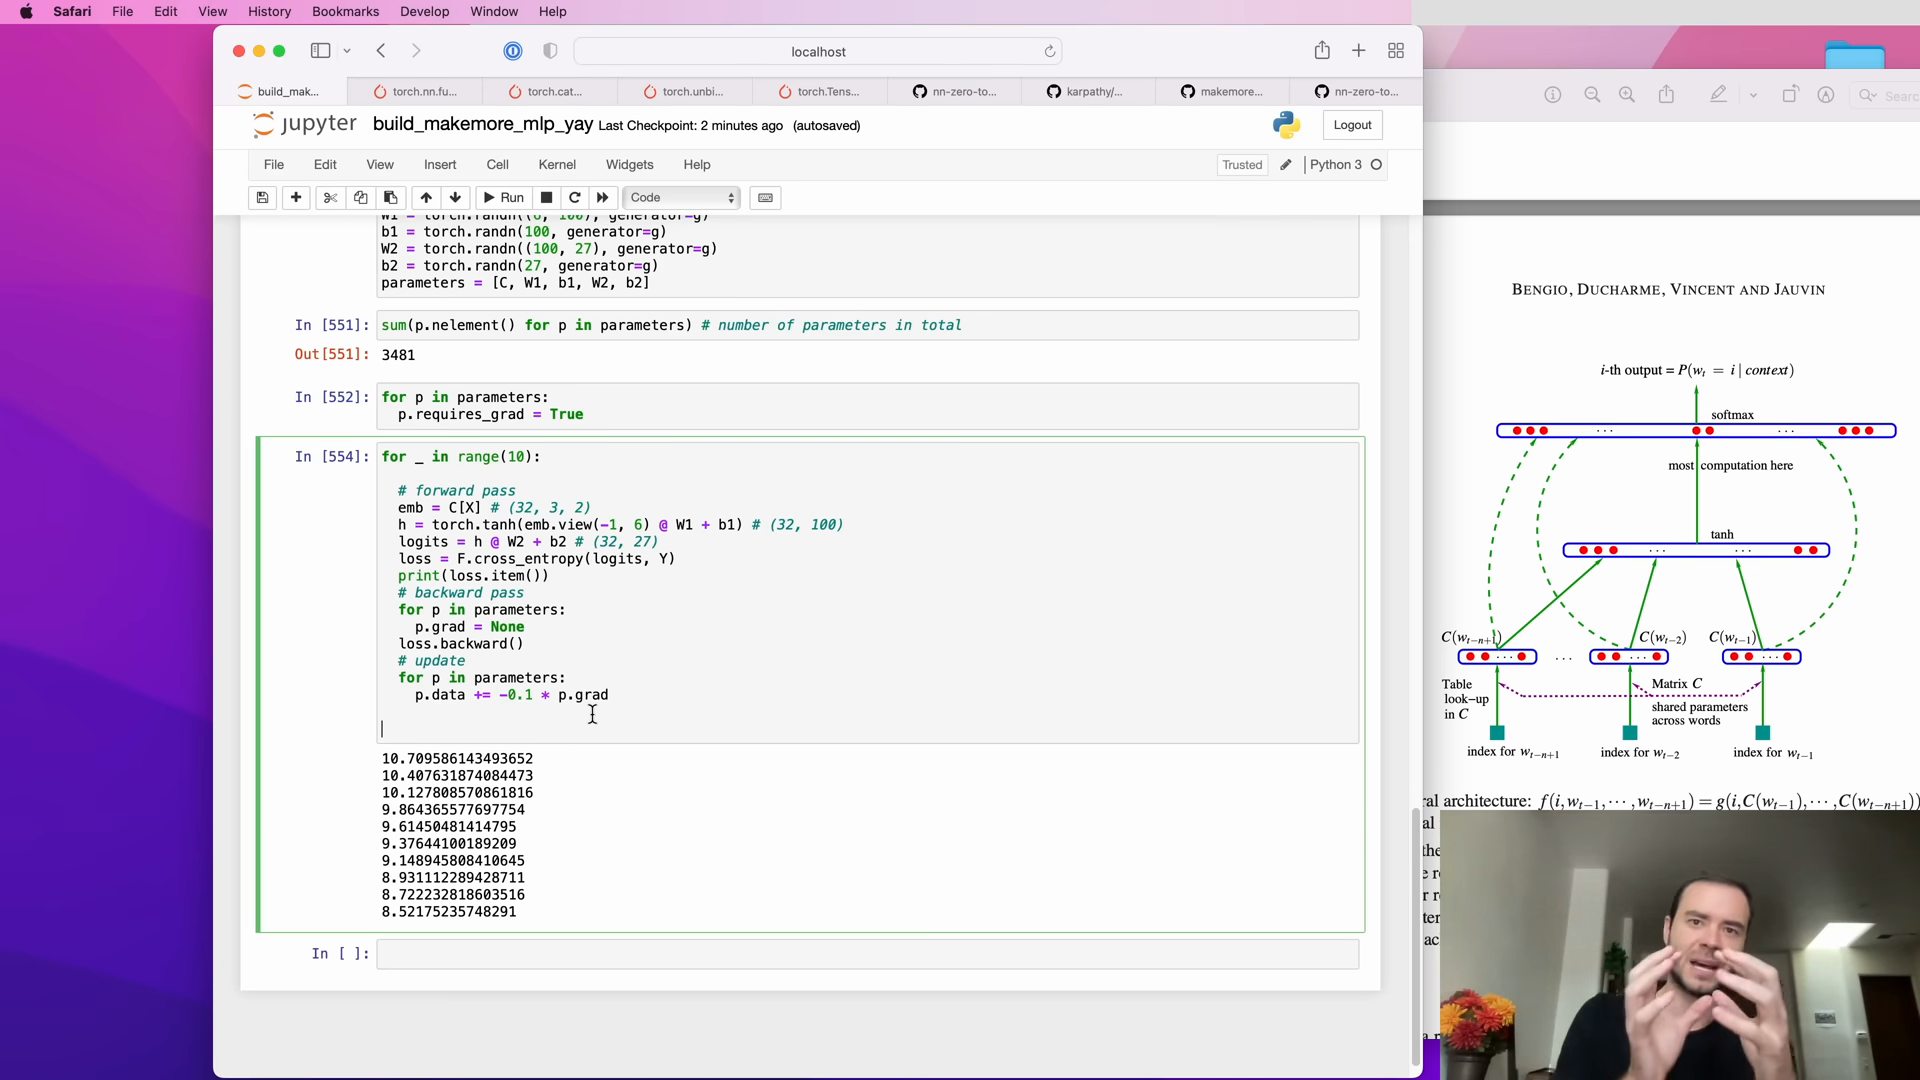 Safari File Edit View History Bookmarks Develop Window Help
localhost
build_mak... torch.nn.fu... torch.cat... torch.unbi... torch.Tens... nn-zero-to... karpathy/... makemore... nn-zero-to...
jupyter build_makemore_mlp_yay Last Checkpoint: 2 minutes ago (autosaved) Logout
File Edit View Insert Cell Kernel Widgets Help Trusted Python 3
Run Code
W1 = torch.randn((6, 100), generator=g)
b1 = torch.randn(100, generator=g)
W2 = torch.randn((100, 27), generator=g)
b2 = torch.randn(27, generator=g)
parameters = [C, W1, b1, W2, b2]
In [551]: sum(p.nelement() for p in parameters) # number of parameters in total
Out[551]: 3481
In [552]: for p in parameters:
p.requires_grad = True
In [554]: for _ in range(10):
# forward pass
emb = C[X] # (32, 3, 2)
h = torch.tanh(emb.view(-1, 6) @ W1 + b1) # (32, 100)
logits = h @ W2 + b2 # (32, 27)
loss = F.cross_entropy(logits, Y)
print(loss.item())
# backward pass
for p in parameters:
p.grad = None
loss.backward()
# update
for p in parameters:
p.data += -0.1 * p.grad
10.709586143493652
10.407631874084473
10.127808570861816
9.864365577697754
9.61450481414795
9.37644100189209
9.148945808410645
8.931112289428711
8.722232818603516
8.52175235748291
In [ ]:
Search
BENGIO, DUCHARME, VINCENT AND JAUVIN
i-th output = P(w_t = i | context)
softmax
. . . . . .
most computation here
tanh
. . . . . .
C(w_{t−n+1}) C(w_{t−2}) C(w_{t−1})
. . .
Table
look−up
in C
Matrix C
shared parameters
across words
index for w_{t−n+1} index for w_{t−2} index for w_{t−1}
ral architecture: f(i,w_{t−1},··· ,w_{t−n+1}) = g(i,C(w_{t−1}),··· ,C(w_{t−n+1}))